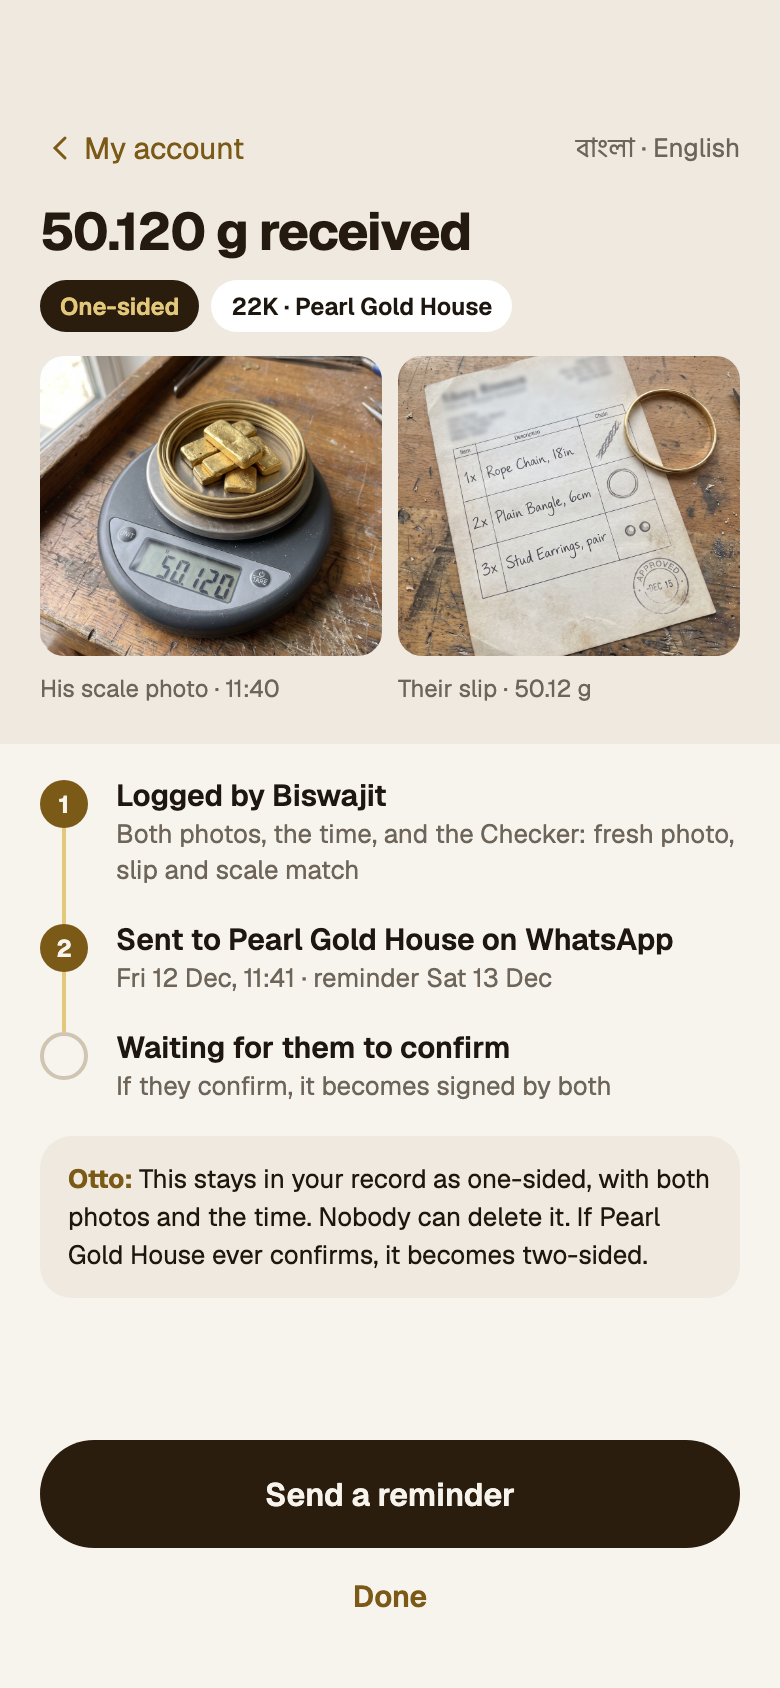 My account
বাংলা · English
50.120 g received
One-sided
22K · Pearl Gold House
UNIT
50.120
TARE
Item Description Chain
1x Rope Chain, 18in
2x Plain Bangle, 6cm
3x Stud Earrings, pair
APPROVED
DEC 15
His scale photo · 11:40
Their slip · 50.12 g
1
Logged by Biswajit
Both photos, the time, and the Checker: fresh photo,
slip and scale match
2
Sent to Pearl Gold House on WhatsApp
Fri 12 Dec, 11:41 · reminder Sat 13 Dec
Waiting for them to confirm
If they confirm, it becomes signed by both
Otto: This stays in your record as one-sided, with both
photos and the time. Nobody can delete it. If Pearl
Gold House ever confirms, it becomes two-sided.
Send a reminder
Done